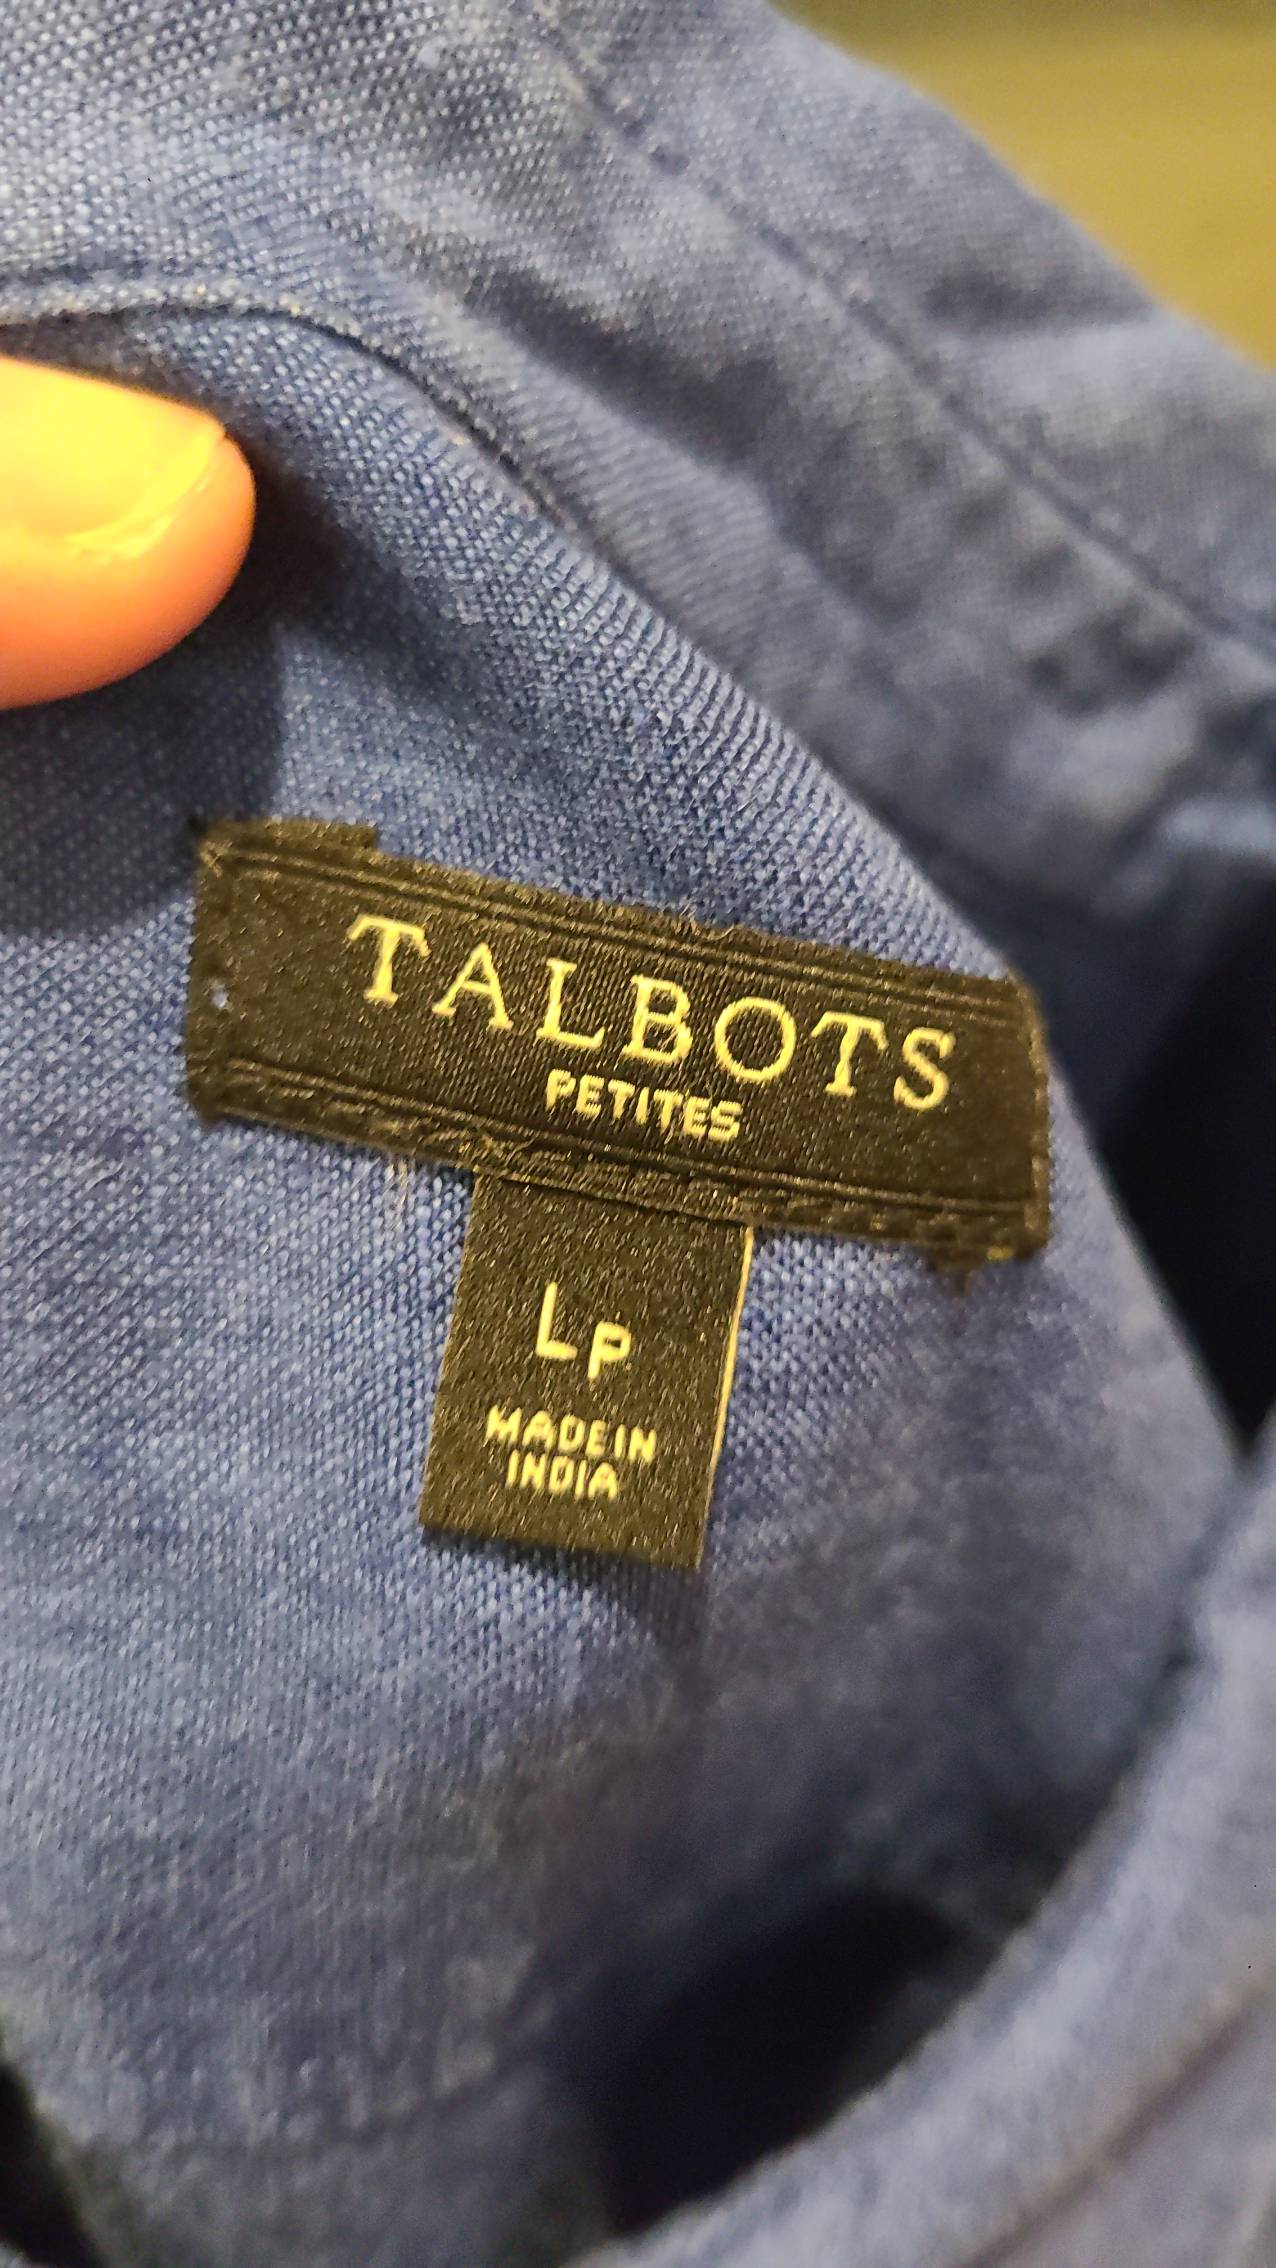 TALBOTS
PETITES
LP
MADE IN
INDIA